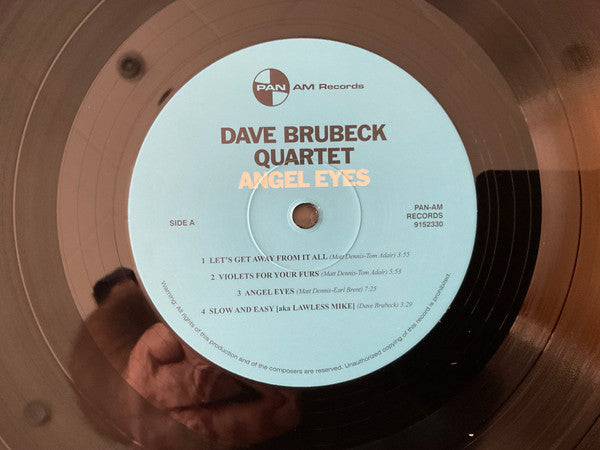 PAN AM Records
DAVE BRUBECK
QUARTET
ANGEL EYES
SIDE A
PAN-AM
RECORDS
9152330
1 LET'S GET AWAY FROM IT ALL (Matt Dennis-Tom Adair) 3:55
2 VIOLETS FOR YOUR FURS (Matt Dennis-Tom Adair) 5:53
3 ANGEL EYES (Matt Dennis-Earl Brent) 7:25
4 SLOW AND EASY [aka LAWLESS MIKE] (Dave Brubeck) 3:29
Warning. All rights of this production and of the composers are reserved. Unauthorized copying of this record is prohibited.